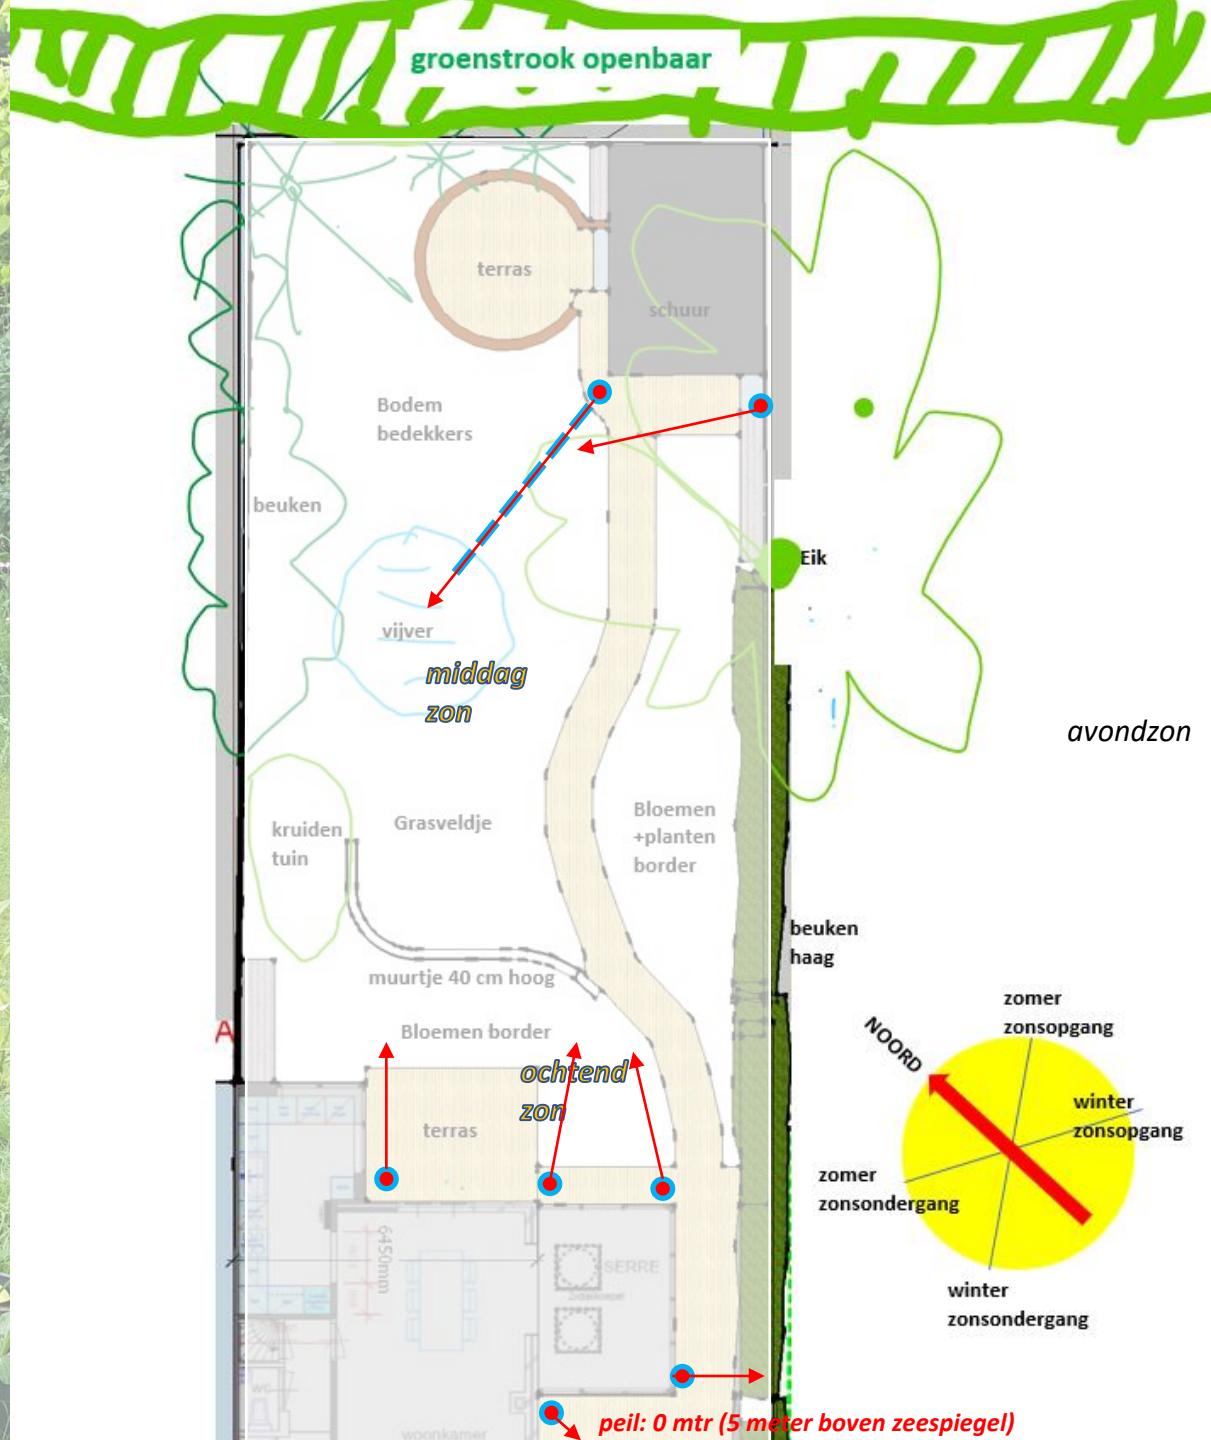 groenstrook openbaar
terras
schuur
Bodem
bedekkers
beuken
Eik
vijver
middag
zon
avondzon
kruiden
tuin
Grasveldje
Bloemen
+planten
border
beuken
haag
muurtje 40 cm hoog
A
Bloemen border
ochtend
zon
terras
NOORD
zomer
zonsopgang
winter
zonsopgang
zomer
zonsondergang
winter
zonsondergang
6450mm
SERRE
WC
woonkamer
peil: 0 mtr (5 meter boven zeespiegel)